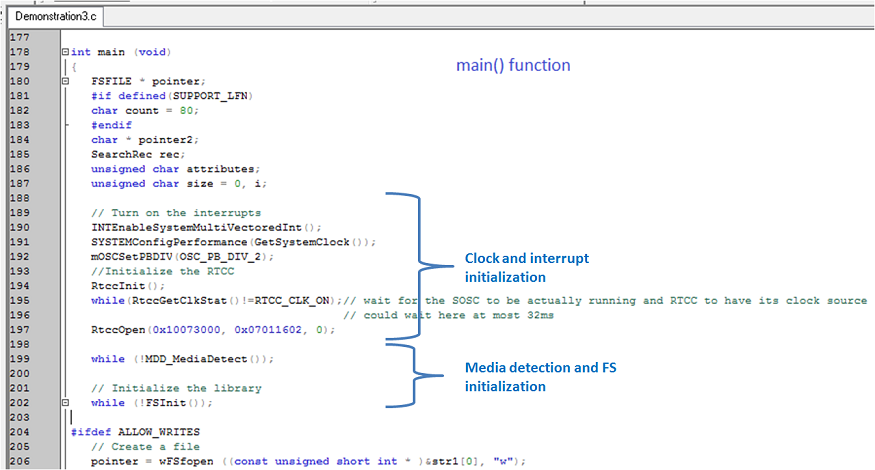 Demonstration3.c
177
178 int main (void)
main() function
179 {
180 FSFILE * pointer;
181 #if defined(SUPPORT_LFN)
182 char count = 80;
183 #endif
184 char * pointer2;
185 SearchRec rec;
186 unsigned char attributes;
187 unsigned char size = 0, i;
188
189 // Turn on the interrupts
190 INTEnableSystemMultiVectoredInt();
191 SYSTEMConfigPerformance(GetSystemClock());
192 mOSCSetPBDIV(OSC_PB_DIV_2);
193 //Initialize the RTCC
194 RtccInit();
195 while(RtccGetClkStat()!=RTCC_CLK_ON);// wait for the SOSC to be actually running and RTCC to have its clock source
196 // could wait here at most 32ms
197 RtccOpen(0x10073000, 0x07011602, 0);
Clock and interrupt
initialization
198
199 while (!MDD_MediaDetect());
200
201 // Initialize the library
202 while (!FSInit());
Media detection and FS
initialization
203
204 #ifdef ALLOW_WRITES
205 // Create a file
206 pointer = wFSfopen ((const unsigned short int * )&str1[0], "w");